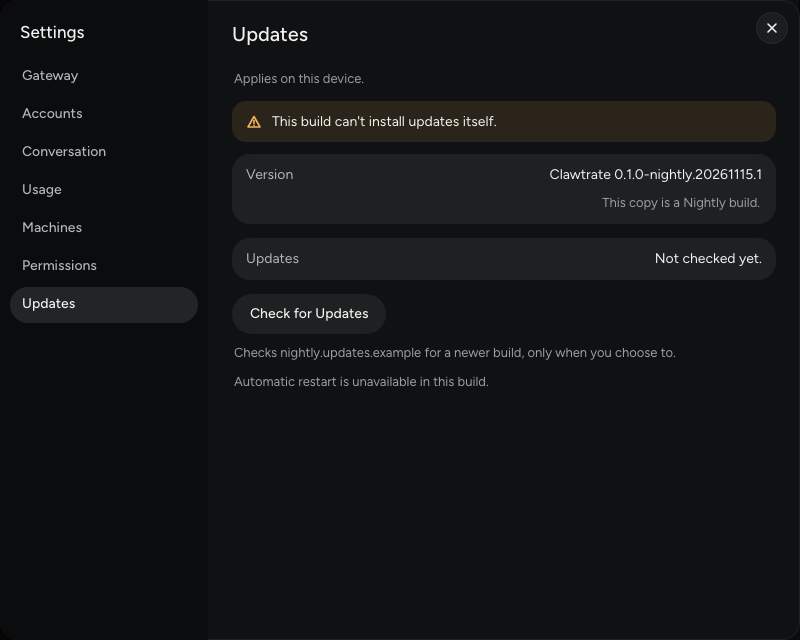 Settings
Gateway
Accounts
Conversation
Usage
Machines
Permissions
Updates
Updates
Applies on this device.
This build can't install updates itself.
Version
Clawtrate 0.1.0-nightly.20261115.1
This copy is a Nightly build.
Updates
Not checked yet.
Check for Updates
Checks nightly.updates.example for a newer build, only when you choose to.
Automatic restart is unavailable in this build.